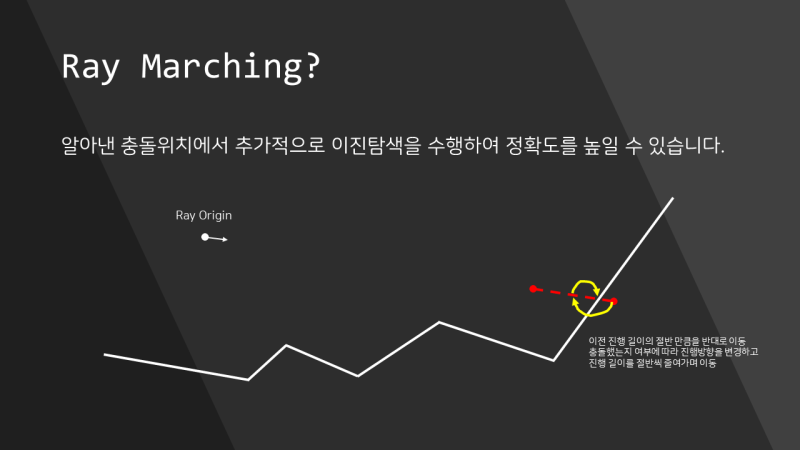 Ray Marching?
알아낸 충돌위치에서 추가적으로 이진탐색을 수행하여 정확도를 높일 수 있습니다.
Ray Origin
이전 진행 길이의 절반 만큼을 반대로 이동
충돌했는지 여부에 따라 진행방향을 변경하고
진행 길이를 절반씩 줄여가며 이동